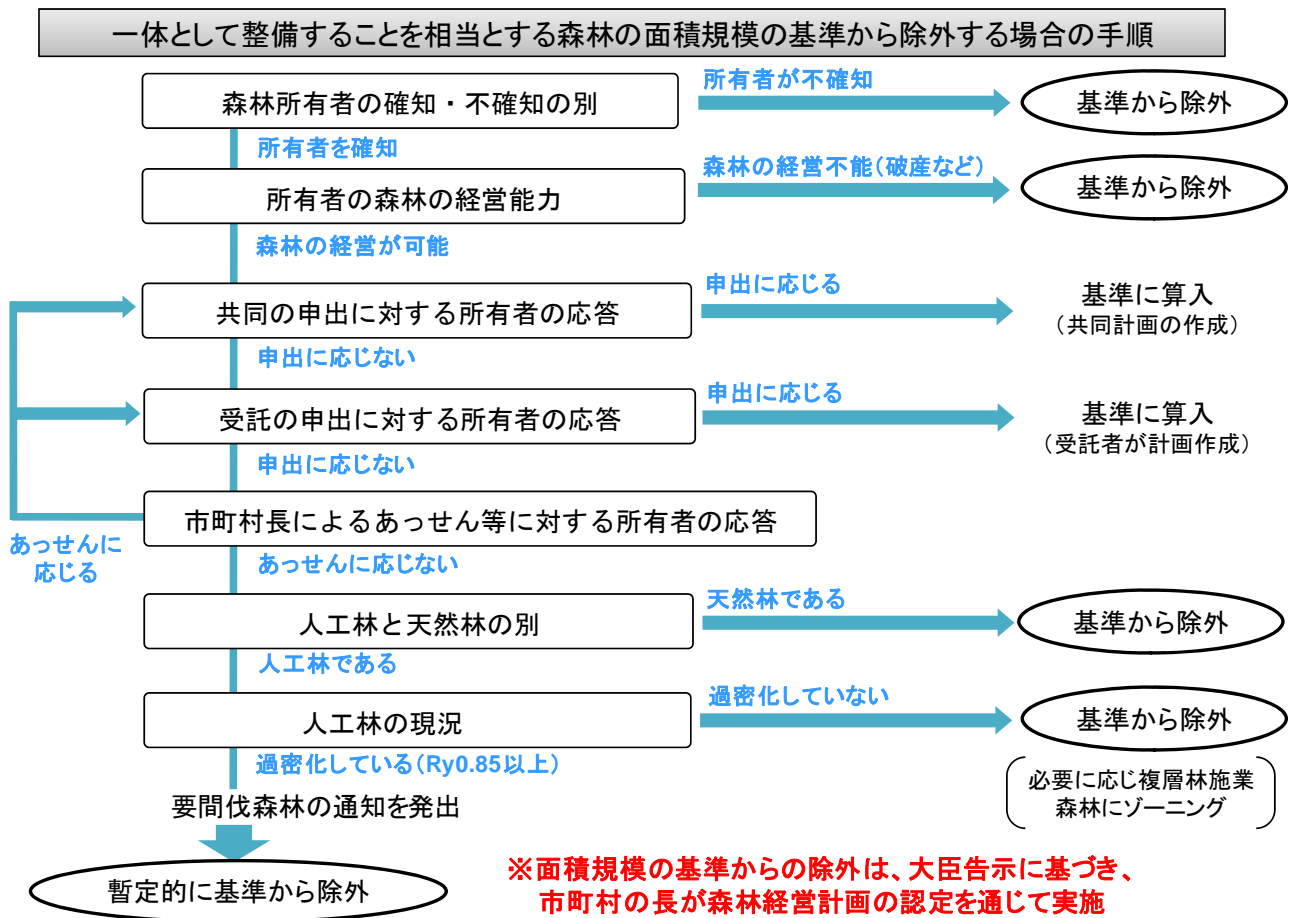 一体として整備することを相当とする森林の面積規模の基準から除外する場合の手順
森林所有者の確知・不確知の別
所有者が不確知
基準から除外
所有者を確知
所有者の森林の経営能力
森林の経営不能(破産など)
基準から除外
森林の経営が可能
共同の申出に対する所有者の応答
申出に応じる
基準に算入
(共同計画の作成)
申出に応じない
受託の申出に対する所有者の応答
申出に応じる
基準に算入
(受託者が計画作成)
申出に応じない
市町村長によるあっせん等に対する所有者の応答
あっせんに
応じる
あっせんに応じない
人工林と天然林の別
天然林である
基準から除外
人工林である
人工林の現況
過密化していない
基準から除外
必要に応じ複層林施業
森林にゾーニング
過密化している(Ry0.85以上)
要間伐森林の通知を発出
暫定的に基準から除外
※面積規模の基準からの除外は、大臣告示に基づき、
市町村の長が森林経営計画の認定を通じて実施